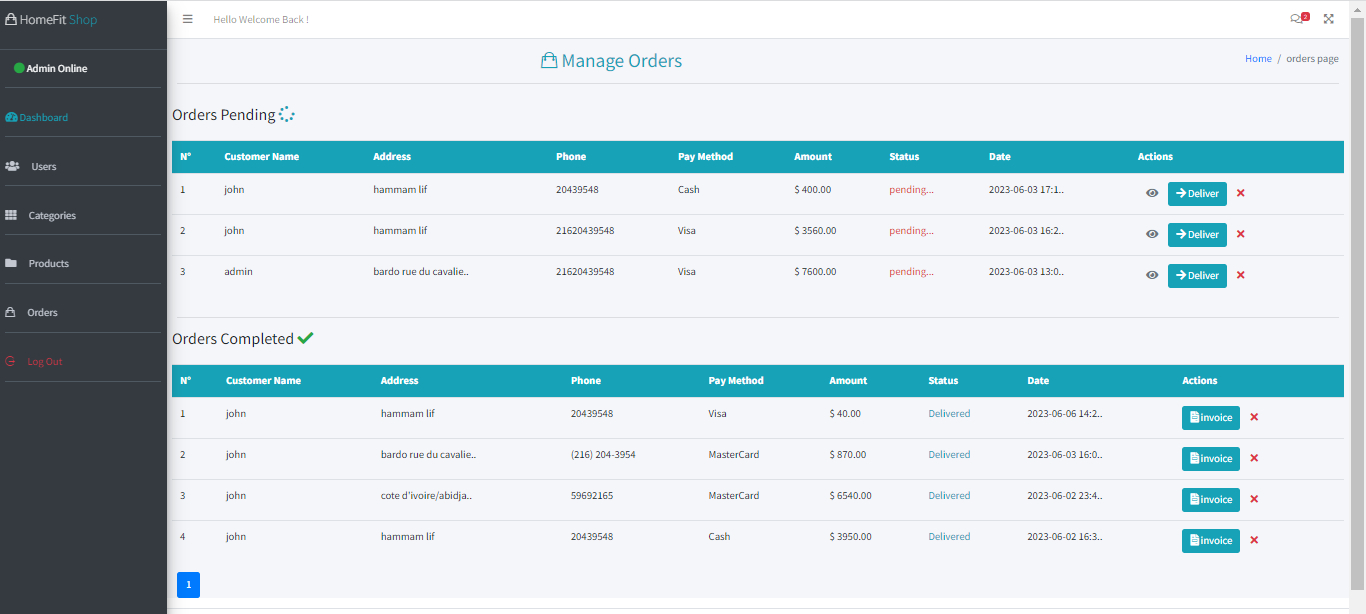 HomeFit Shop
Hello Welcome Back !
2
Admin Online
Dashboard
Users
Categories
Products
Orders
Log Out
Manage Orders
Home / orders page
Orders Pending
N° Customer Name Address Phone Pay Method Amount Status Date Actions
1 john hammam lif 20439548 Cash $ 400.00 pending... 2023-06-03 17:1.. Deliver
2 john hammam lif 21620439548 Visa $ 3560.00 pending... 2023-06-03 16:2.. Deliver
3 admin bardo rue du cavalie.. 21620439548 Visa $ 7600.00 pending... 2023-06-03 13:0.. Deliver
Orders Completed
N° Customer Name Address Phone Pay Method Amount Status Date Actions
1 john hammam lif 20439548 Visa $ 40.00 Delivered 2023-06-06 14:2.. invoice
2 john bardo rue du cavalie.. (216) 204-3954 MasterCard $ 870.00 Delivered 2023-06-03 16:0.. invoice
3 john cote d'ivoire/abidja.. 59692165 MasterCard $ 6540.00 Delivered 2023-06-02 23:4.. invoice
4 john hammam lif 20439548 Cash $ 3950.00 Delivered 2023-06-02 16:3.. invoice
1